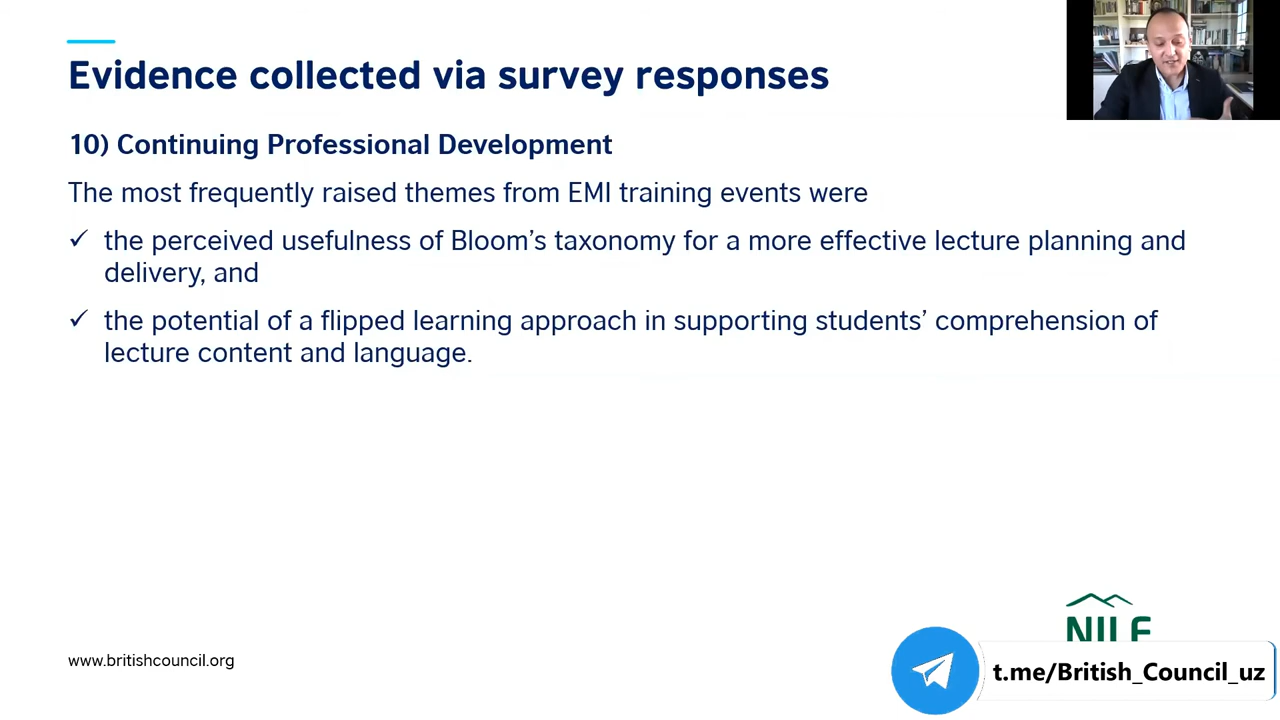 Evidence collected via survey responses
10) Continuing Professional Development
The most frequently raised themes from EMI training events were
✓ the perceived usefulness of Bloom’s taxonomy for a more effective lecture planning and
delivery, and
✓ the potential of a flipped learning approach in supporting students’ comprehension of
lecture content and language.
NILE
www.britishcouncil.org
t.me/British_Council_uz